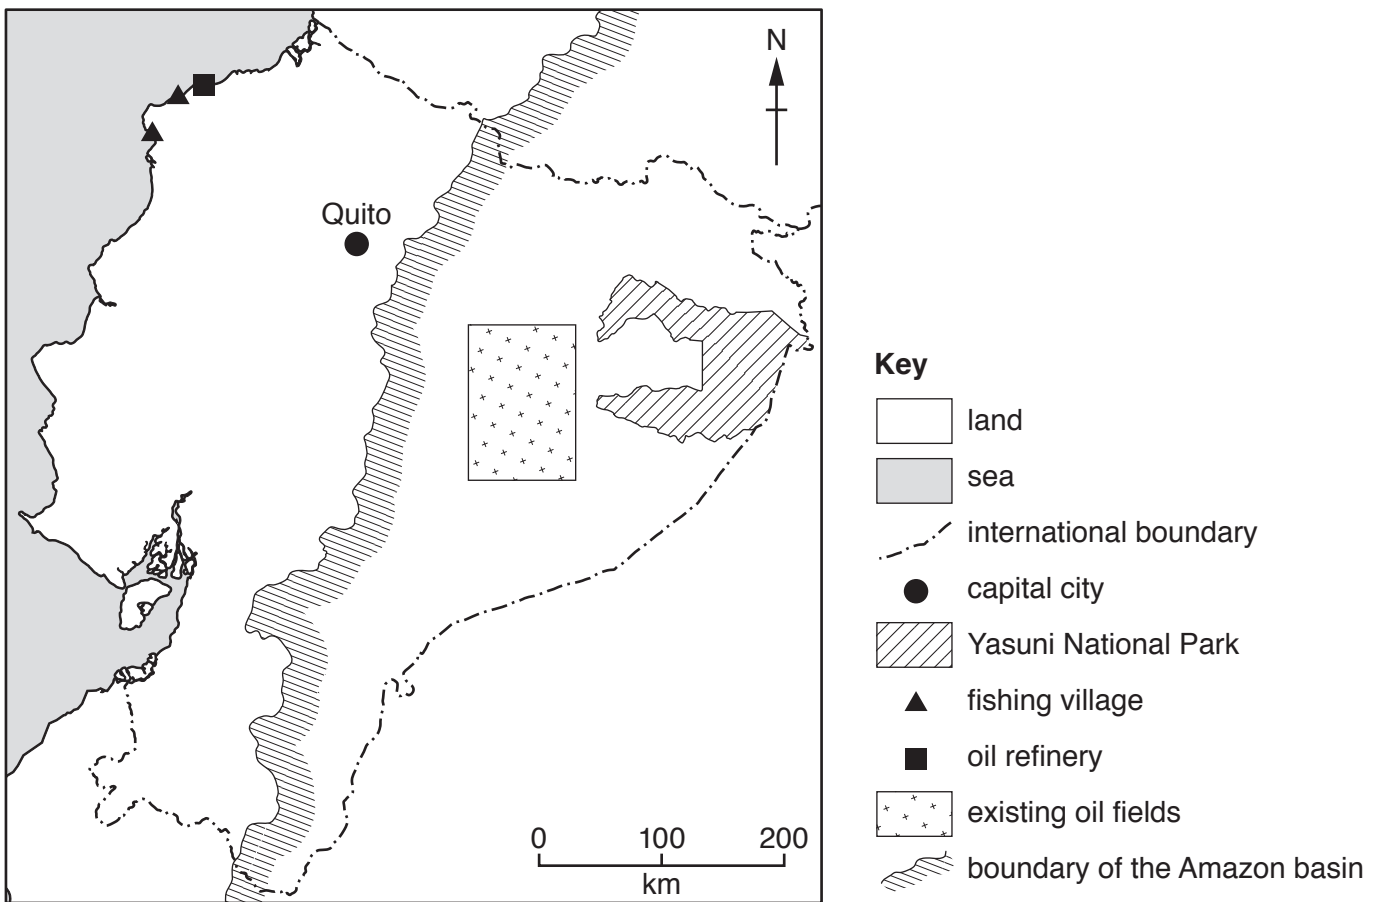 N
Quito
0 100 200
km
Key
land
sea
international boundary
capital city
Yasuni National Park
fishing village
oil refinery
existing oil fields
boundary of the Amazon basin